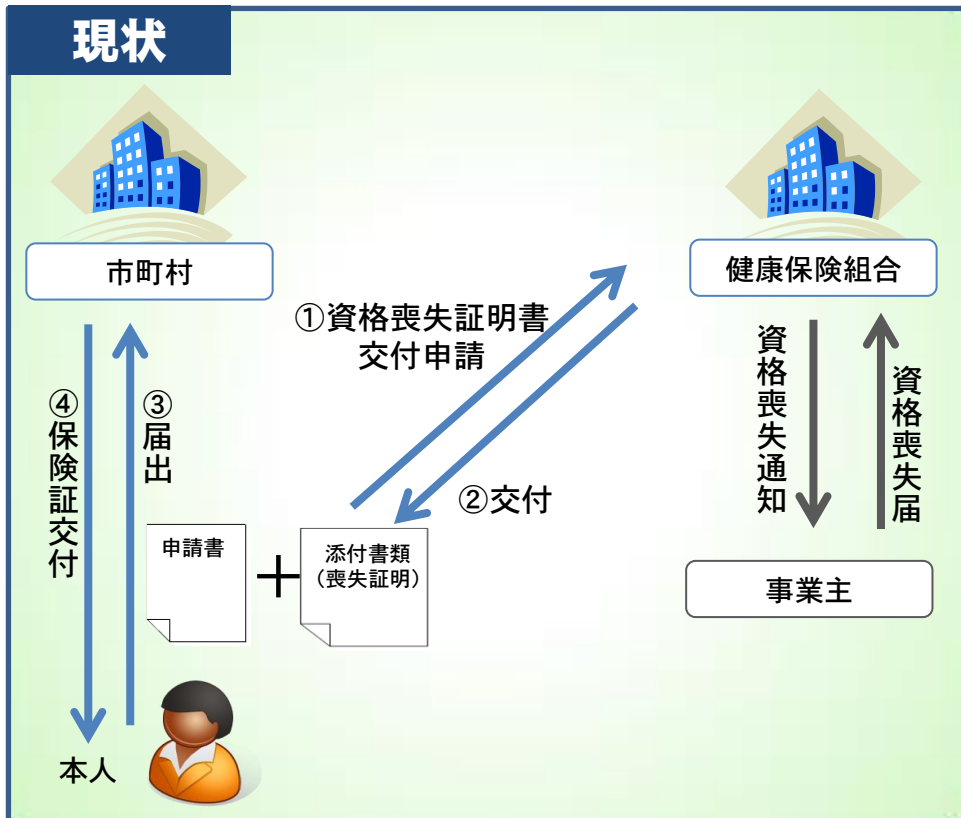 現状
市町村
健康保険組合
①資格喪失証明書
交付申請
②交付
③届出
④保険証交付
資格喪失通知
資格喪失届
申請書
＋
添付書類
（喪失証明）
事業主
本人